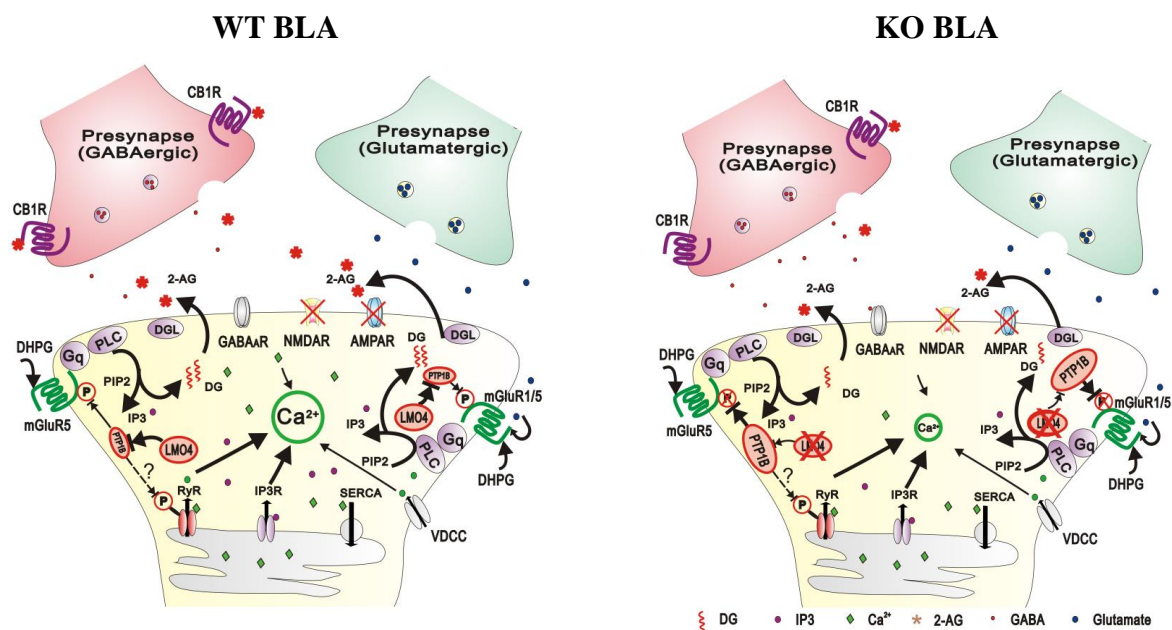 WT BLA
CB1R
Presynapse
(GABAergic)
Presynapse
(Glutamatergic)
CB1R
2-AG
2-AG
DGL
GABAAR
NMDAR
AMPAR
DGL
PLC
Gq
DHPG
mGluR5
P
PIP2
DG
IP3
PTP1B
LMO4
?
P
RyR
IP3R
SERCA
Ca²⁺
DG
PTP1B
P
LMO4
mGluR1/5
IP3
PIP2
PLC
Gq
DHPG
VDCC
KO BLA
CB1R
Presynapse
(GABAergic)
Presynapse
(Glutamatergic)
CB1R
2-AG
2-AG
DGL
GABAAR
NMDAR
AMPAR
DGL
PLC
Gq
DHPG
mGluR5
P
PIP2
DG
IP3
PTP1B
LMO4
?
P
RyR
IP3R
SERCA
Ca²⁺
DG
PTP1B
P
LMO4
mGluR1/5
IP3
PIP2
PLC
Gq
DHPG
VDCC
DG IP3 Ca²⁺ 2-AG GABA Glutamate